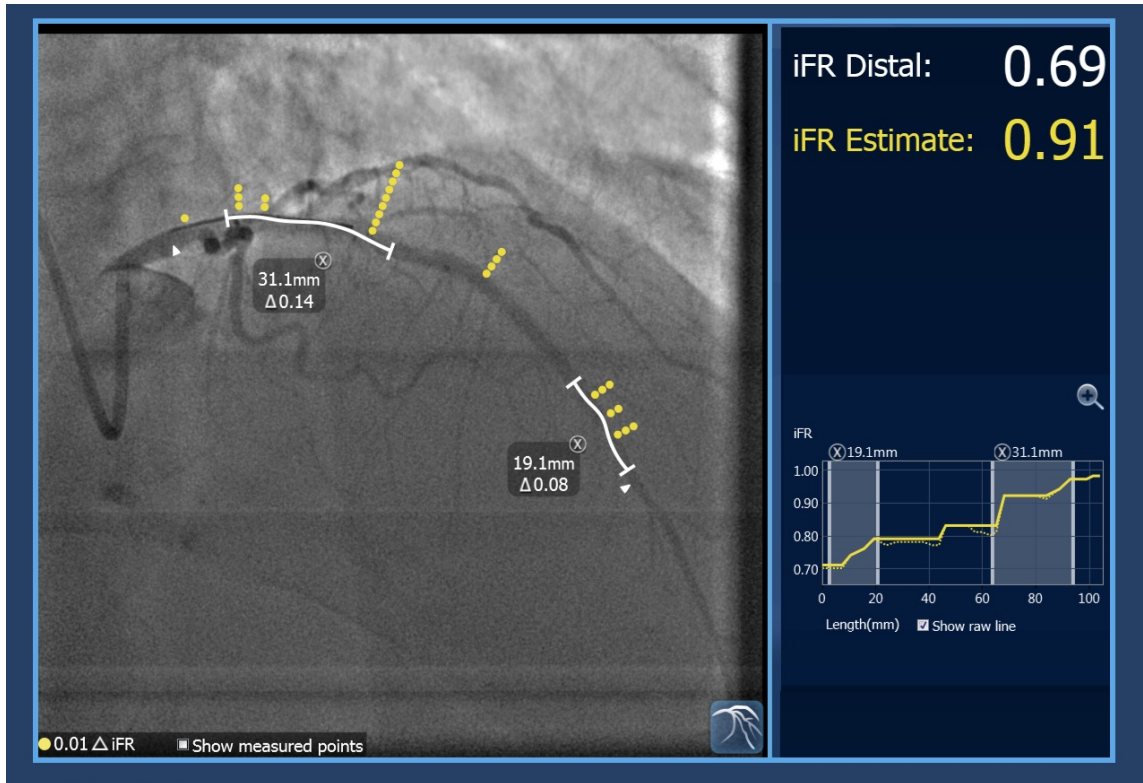 iFR Distal: 0.69
iFR Estimate: 0.91
31.1mm
Δ0.14
19.1mm
Δ0.08
iFR
19.1mm 31.1mm
1.00
0.90
0.80
0.70
0 20 40 60 80 100
Length(mm) Show raw line
0.01 △ iFR Show measured points